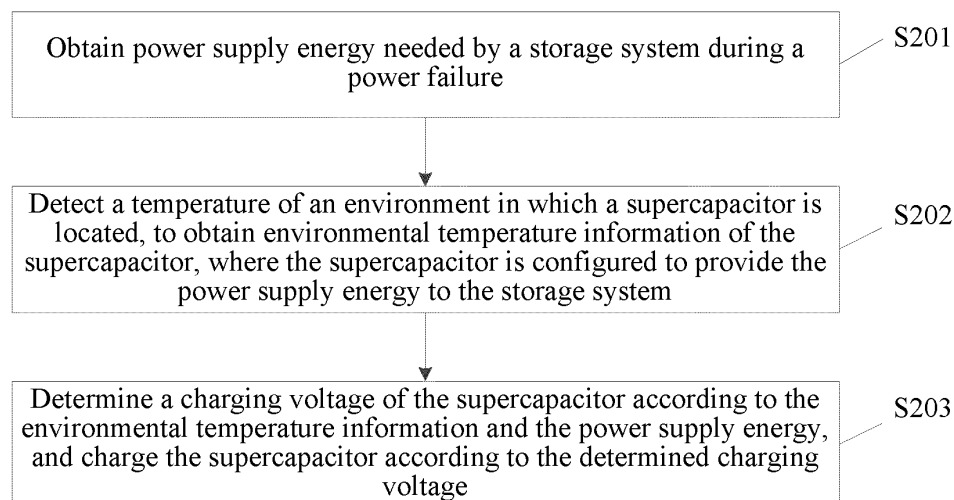 Obtain power supply energy needed by a storage system during a
power failure
S201
Detect a temperature of an environment in which a supercapacitor is
located, to obtain environmental temperature information of the
supercapacitor, where the supercapacitor is configured to provide the
power supply energy to the storage system
S202
Determine a charging voltage of the supercapacitor according to the
environmental temperature information and the power supply energy,
and charge the supercapacitor according to the determined charging
voltage
S203